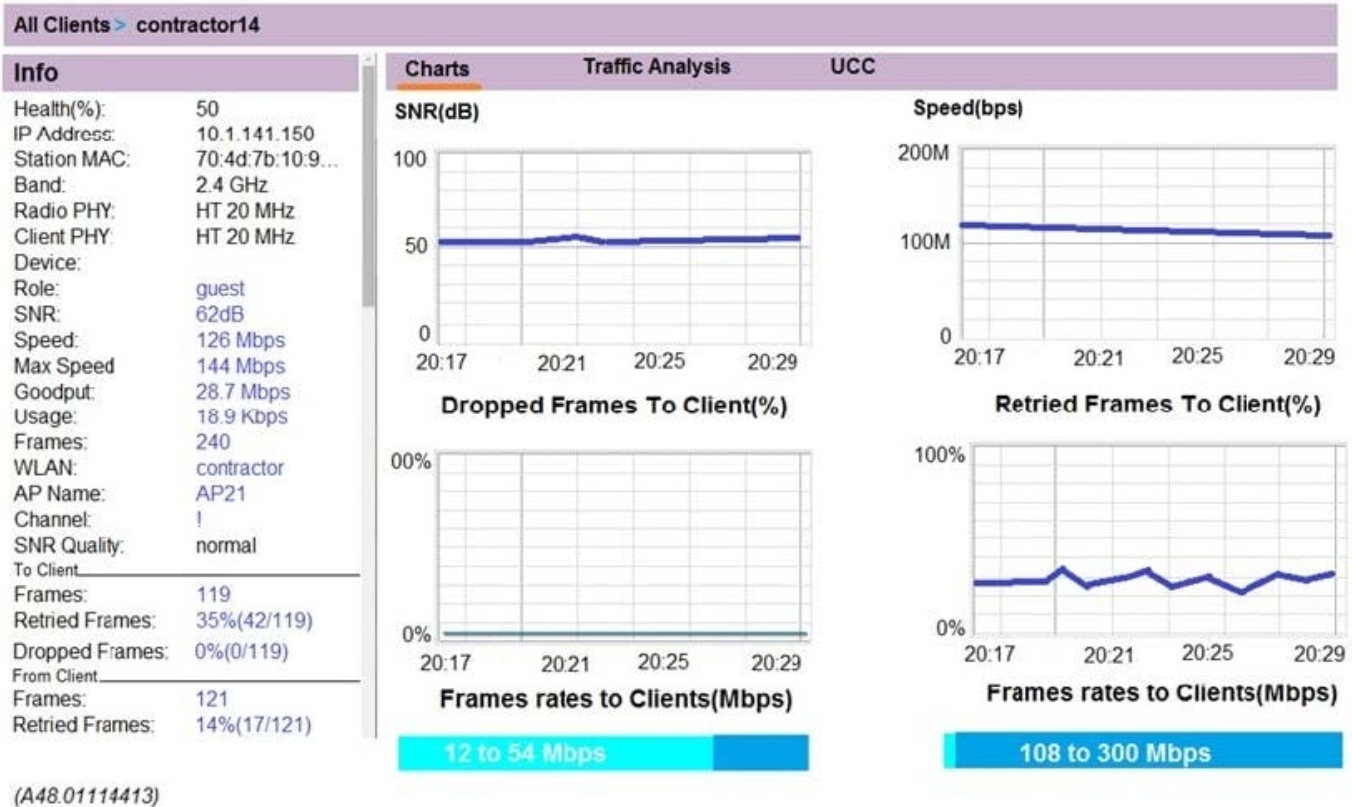 All Clients > contractor14
Info
Health(%): 50
IP Address: 10.1.141.150
Station MAC: 70:4d:7b:10:9...
Band: 2.4 GHz
Radio PHY: HT 20 MHz
Client PHY: HT 20 MHz
Device:
Role: guest
SNR: 62dB
Speed: 126 Mbps
Max Speed 144 Mbps
Goodput: 28.7 Mbps
Usage: 18.9 Kbps
Frames: 240
WLAN: contractor
AP Name: AP21
Channel: !
SNR Quality: normal
To Client
Frames: 119
Retried Frames: 35%(42/119)
Dropped Frames: 0%(0/119)
From Client
Frames: 121
Retried Frames: 14%(17/121)
(A48.01114413)
Charts Traffic Analysis UCC
SNR(dB)
100
50
0
20:17 20:21 20:25 20:29
Speed(bps)
200M
100M
0
20:17 20:21 20:25 20:29
Dropped Frames To Client(%)
00%
0%
20:17 20:21 20:25 20:29
Retried Frames To Client(%)
100%
0%
20:17 20:21 20:25 20:29
Frames rates to Clients(Mbps)
12 to 54 Mbps
Frames rates to Clients(Mbps)
108 to 300 Mbps